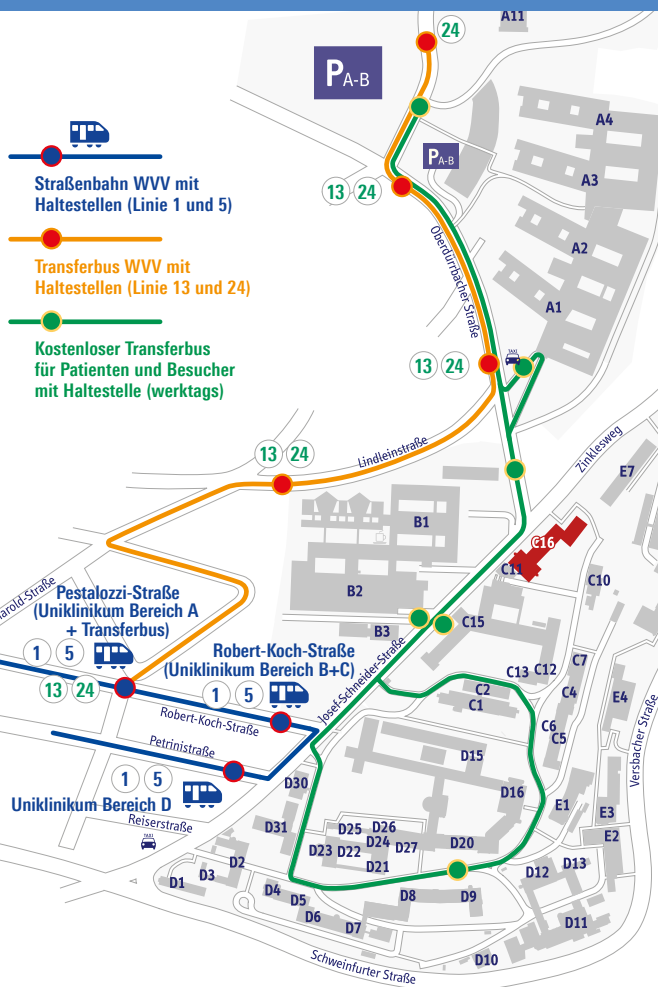 A11
24
PA-B
A4
PA-B
A3
13 24
Straßenbahn WVV mit
Haltestellen (Linie 1 und 5)
Transferbus WVV mit
Haltestellen (Linie 13 und 24)
Kostenloser Transferbus
für Patienten und Besucher
mit Haltestelle (werktags)
Oberdürrbacher Straße
A2
A1
TAXI
13 24
13 24
Lindleinstraße
Zinklesweg
E7
B1
C16
C11
C10
B2
B3
C15
arold-Straße
Pestalozzi-Straße
(Uniklinikum Bereich A
+ Transferbus)
1 5
13 24
Robert-Koch-Straße
(Uniklinikum Bereich B+C)
1 5
Josef-Schneider-Straße
Robert-Koch-Straße
Petrinistraße
C13 C12
C7
C2
C1
C4
E4
C6
C5
Versbacher Straße
1 5
Uniklinikum Bereich D
Reiserstraße
TAXI
D15
D30
D16
E1
E3
E2
D31
D25 D26
D24
D23 D22 D27
D21
D20
D2
D3
D1
D4
D5
D6
D7
D8
D9
D12
D13
D11
D10
Schweinfurter Straße